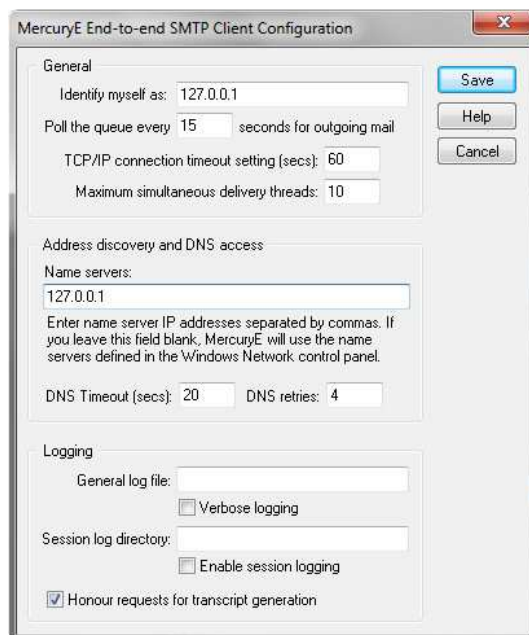 MercuryE End-to-end SMTP Client Configuration
General
Identify myself as: 127.0.0.1
Poll the queue every 15 seconds for outgoing mail
TCP/IP connection timeout setting (secs): 60
Maximum simultaneous delivery threads: 10
Save
Help
Cancel
Address discovery and DNS access
Name servers:
127.0.0.1
Enter name server IP addresses separated by commas. If
you leave this field blank, MercuryE will use the name
servers defined in the Windows Network control panel.
DNS Timeout (secs): 20 DNS retries: 4
Logging
General log file:
Verbose logging
Session log directory:
Enable session logging
Honour requests for transcript generation